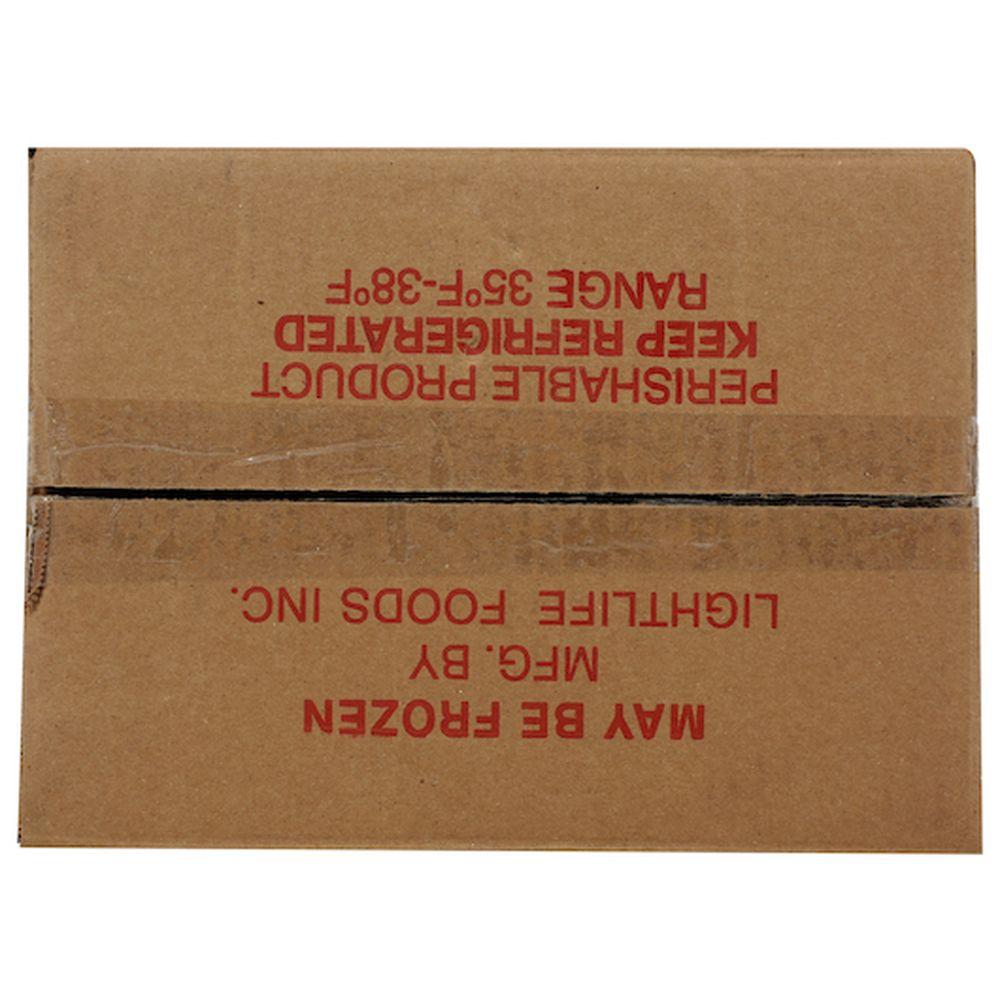 MAY BE FROZEN
MFG. BY
LIGHTLIFE FOODS INC.
PERISHABLE PRODUCT
KEEP REFRIGERATED
RANGE 35°F-38°F